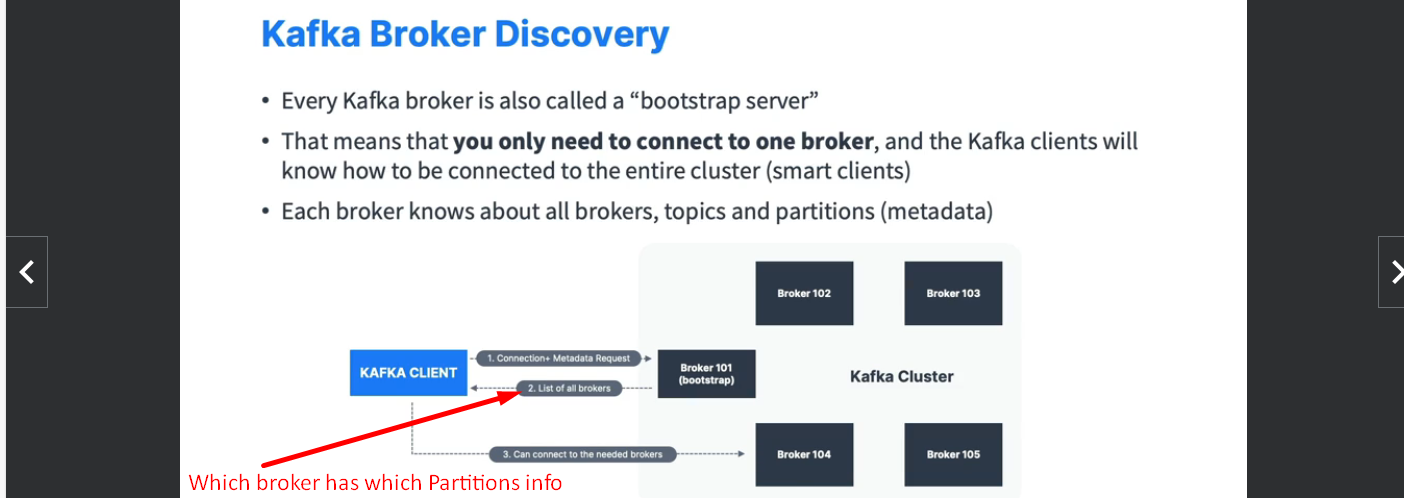 Kafka Broker Discovery
• Every Kafka broker is also called a “bootstrap server”
• That means that you only need to connect to one broker, and the Kafka clients will
know how to be connected to the entire cluster (smart clients)
• Each broker knows about all brokers, topics and partitions (metadata)
Broker 102
Broker 103
KAFKA CLIENT
1. Connection+ Metadata Request
2. List of all brokers
Broker 101
(bootstrap)
Kafka Cluster
3. Can connect to the needed brokers
Broker 104
Broker 105
Which broker has which Partitions info